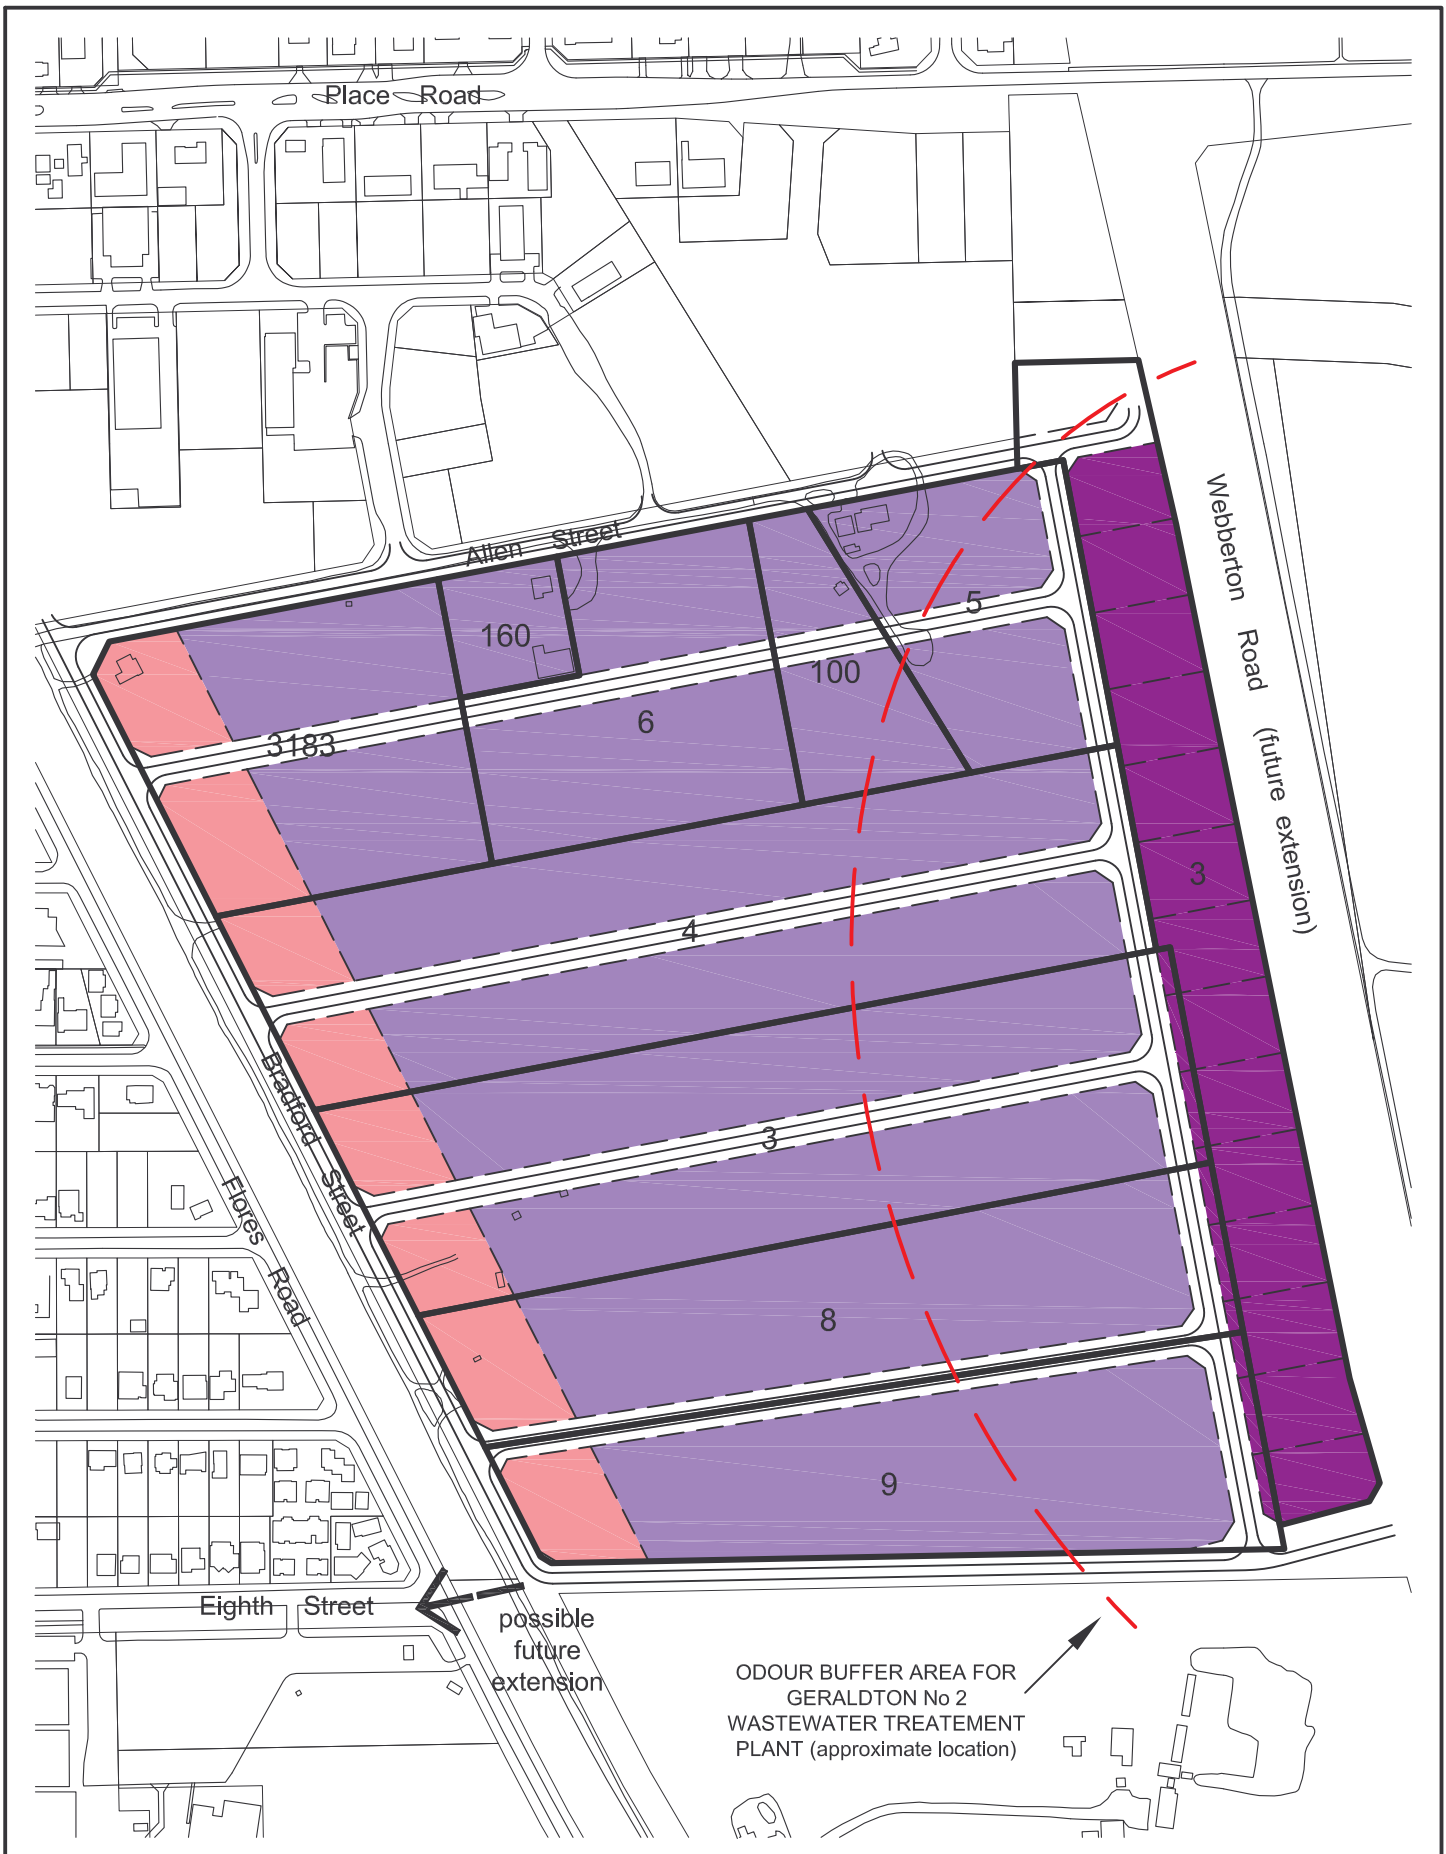 Place Road
Allen Street
Webberton Road (future extension)
5
160
100
6
3183
3
4
Bradford Street
3
Flores Road
8
9
Eighth Street
possible
future
extension
ODOUR BUFFER AREA FOR
GERALDTON No 2
WASTEWATER TREATEMENT
PLANT (approximate location)